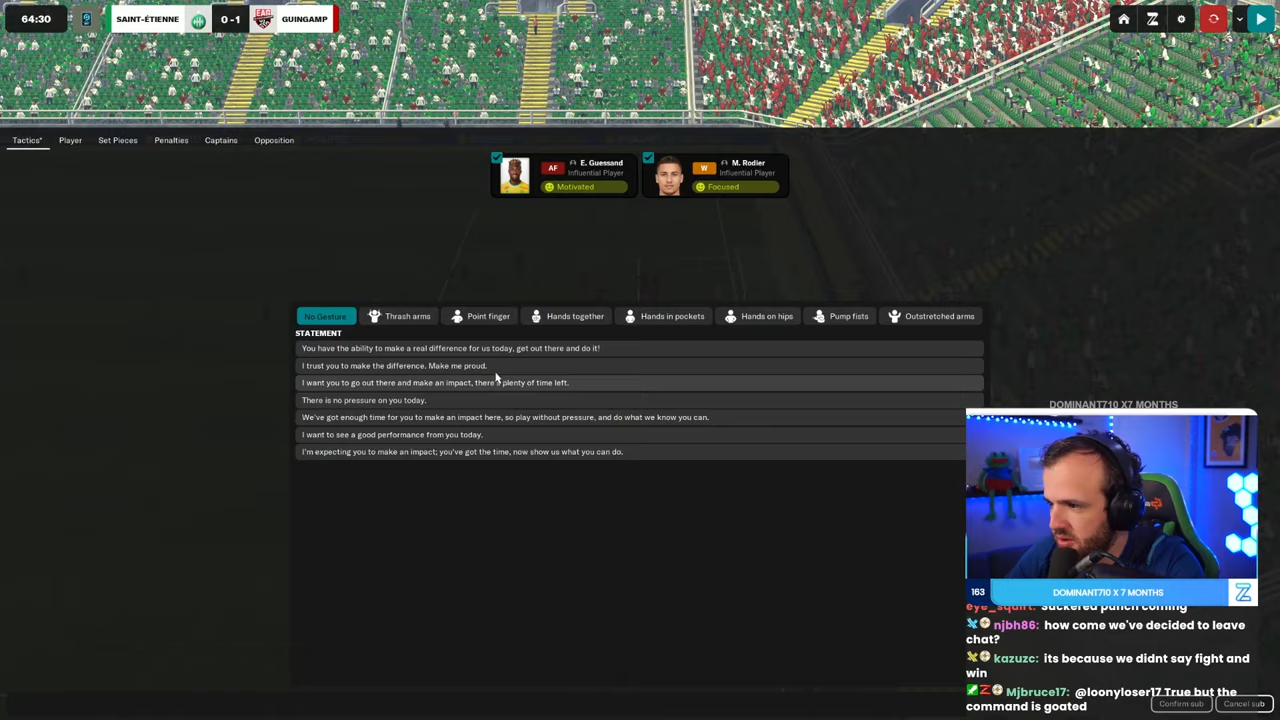 64:30
SAINT-ÉTIENNE
0 - 1
EAG
GUINGAMP
Tactics*
Player
Set Pieces
Penalties
Captains
Opposition
AF
E. Guessand
Influential Player
Motivated
W
M. Rodier
Influential Player
Focused
No Gesture
Thrash arms
Point finger
Hands together
Hands in pockets
Hands on hips
Pump fists
Outstretched arms
STATEMENT
You have the ability to make a real difference for us today, get out there and do it!
I trust you to make the difference. Make me proud.
I want you to go out there and make an impact, there's plenty of time left.
There is no pressure on you today.
We've got enough time for you to make an impact here, so play without pressure, and do what we know you can.
I want to see a good performance from you today.
I'm expecting you to make an impact; you've got the time, now show us what you can do.
DOMINANT710 X7 MONTHS
163
DOMINANT710 X 7 MONTHS
eye_squirt: Suckered punch coming
njbh86: how come we've decided to leave
chat?
kazuzc: its because we didnt say fight and
win
Mjbruce17: @loonyloser17 True but the
command is goated
Confirm sub
Cancel sub